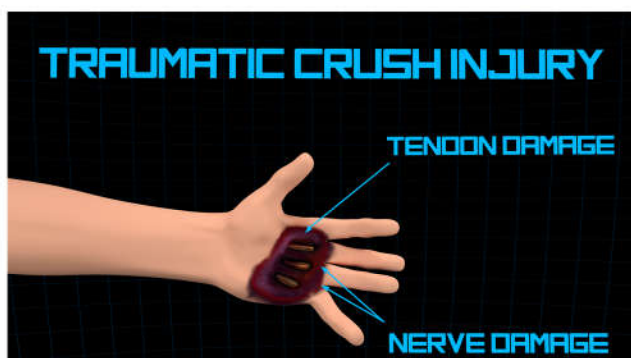 TRAUMATIC CRUSH INJURY
TENDON DAMAGE
NERVE DAMAGE